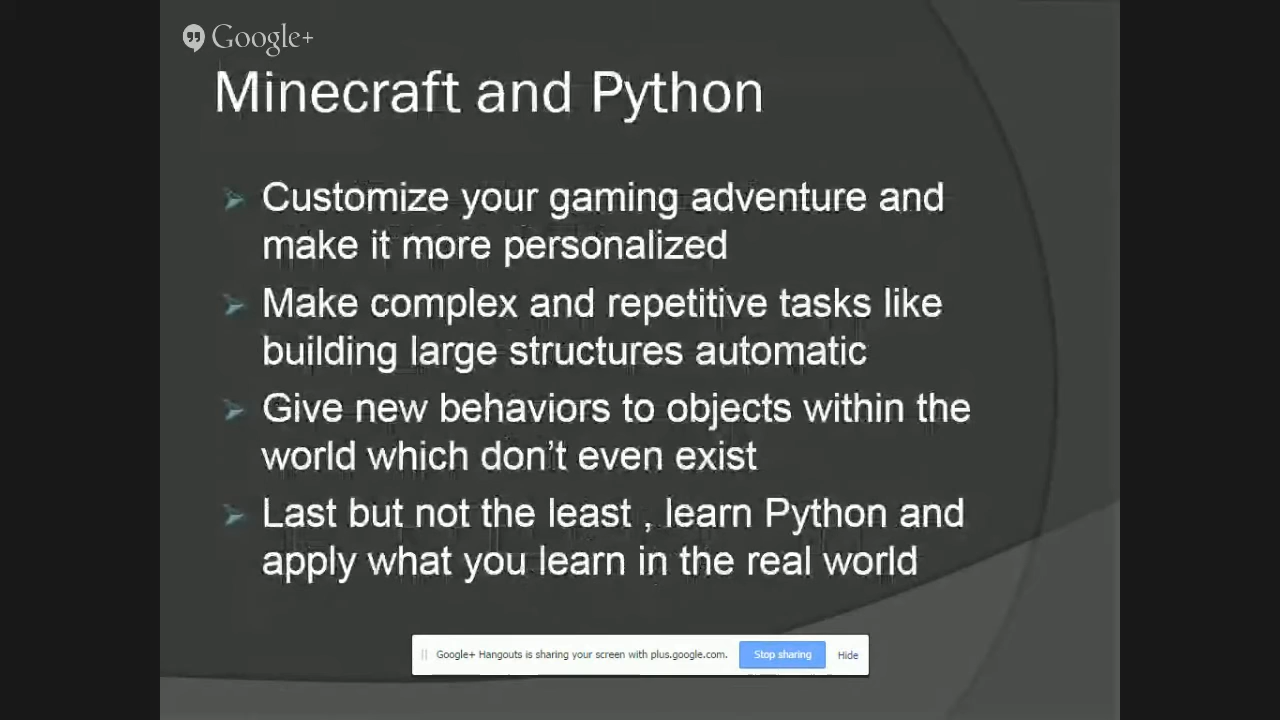 Google+
Minecraft and Python
Customize your gaming adventure and
make it more personalized
Make complex and repetitive tasks like
building large structures automatic
Give new behaviors to objects within the
world which don't even exist
Last but not the least , learn Python and
apply what you learn in the real world
Google+ Hangouts is sharing your screen with plus.google.com. Stop sharing Hide